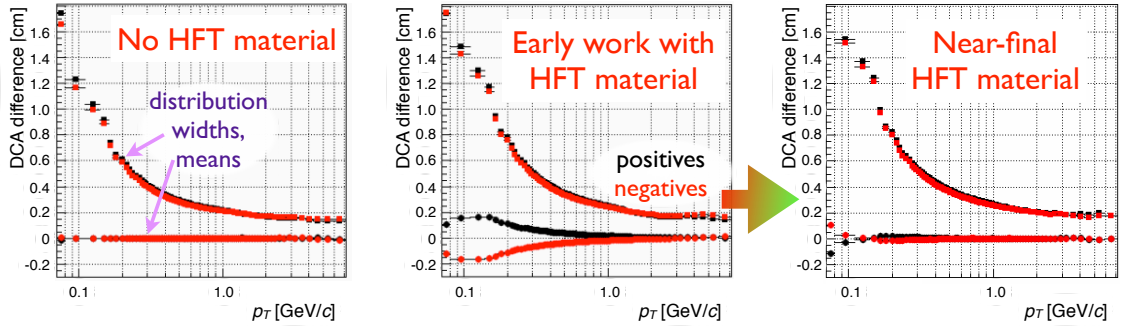 DCA difference [cm]
1.6
1.4
1.2
1.0
0.8
0.6
0.4
0.2
0
-0.2
No HFT material
distribution
widths,
means
0.1
1.0
pT [GeV/c]
DCA difference [cm]
1.6
1.4
1.2
1.0
0.8
0.6
0.4
0.2
0
-0.2
Early work with
HFT material
positives
negatives
0.1
1.0
pT [GeV/c]
DCA difference [cm]
1.6
1.4
1.2
1.0
0.8
0.6
0.4
0.2
0
-0.2
Near-final
HFT material
0.1
1.0
pT [GeV/c]